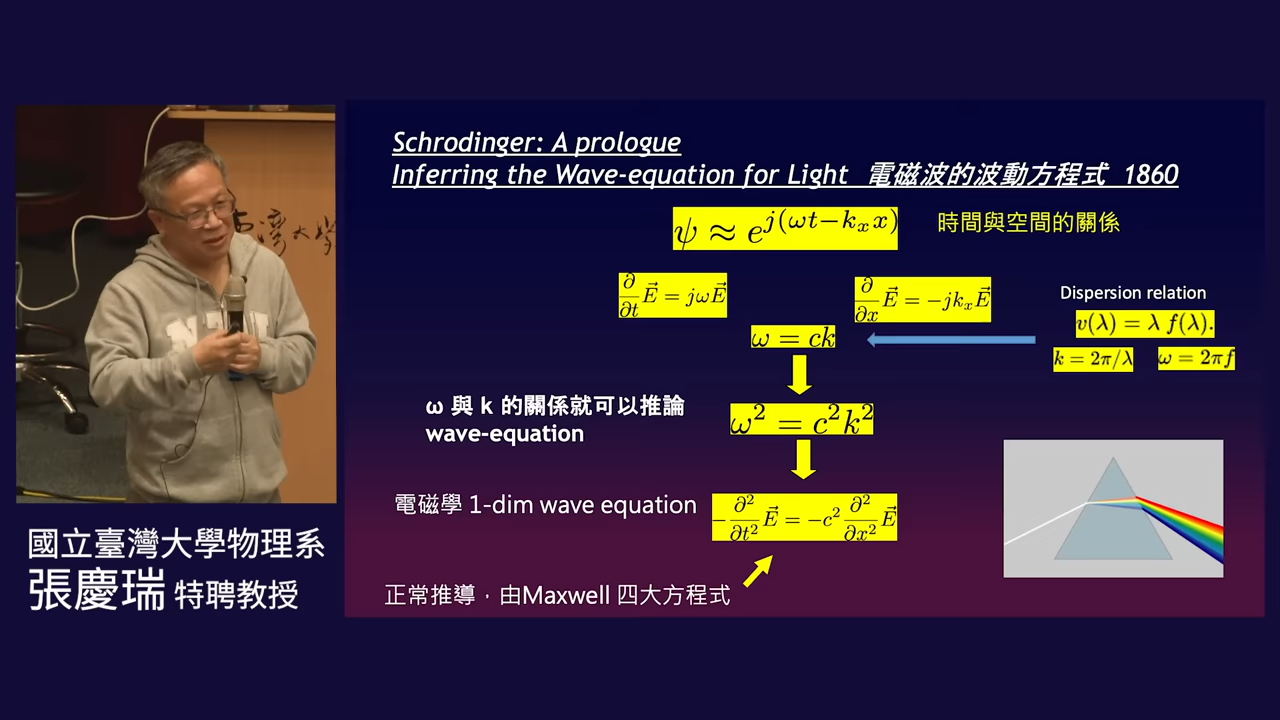 Schrodinger: A prologue
Inferring the Wave-equation for Light 電磁波的波動方程式 1860
ψ ≈ e^{j(ωt−k_x x)}
時間與空間的關係
∂/∂t E⃗ = jωE⃗
∂/∂x E⃗ = −jk_x E⃗
Dispersion relation
v(λ) = λ f(λ).
ω = ck
k = 2π/λ
ω = 2πf
ω 與 k 的關係就可以推論
wave-equation
ω² = c²k²
電磁學 1-dim wave equation
−∂²/∂t² E⃗ = −c² ∂²/∂x² E⃗
正常推導，由Maxwell 四大方程式
國立臺灣大學物理系
張慶瑞 特聘教授
灣大學